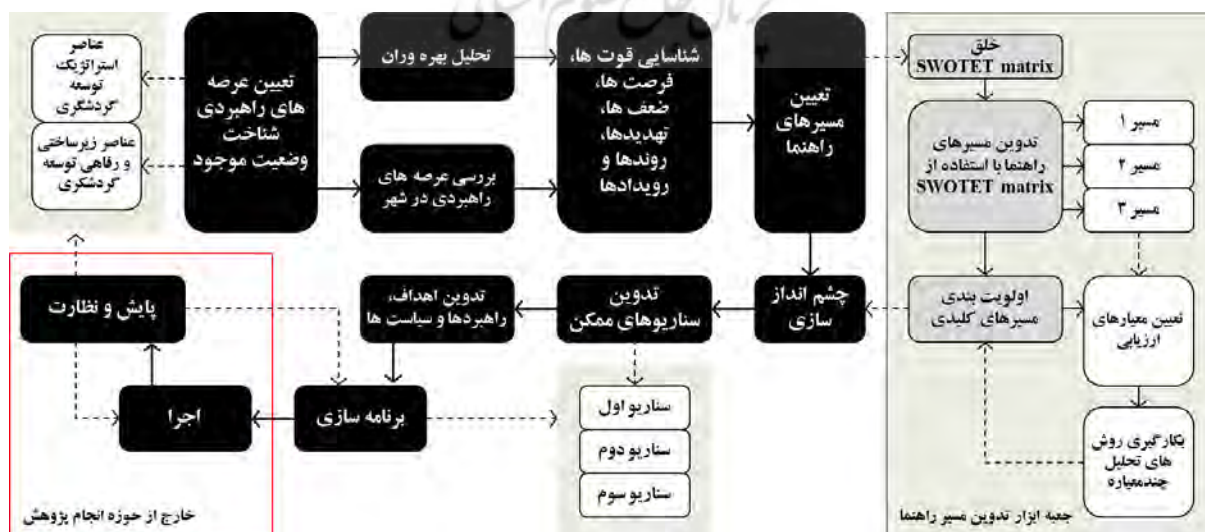 عناصر
استراتژیک
توسعه
گردشگری
عناصر زیرساختی
و رفاهی توسعه
گردشکری
تعیین عرصه
های راهبردی
شناخت
وضعیت موجود
تحلیل بهره وران
بررسی عرصه های
راهبردی در شهر
شناسایی قوت ها،
فرصت ها،
ضعف ها،
تهدیدها،
روندها و
رویدادها
تعیین
مسیرهای
راهنما
خلق
SWOTET matrix
تدوین مسیرهای
راهنما با استفاده از
SWOTET matrix
مسیر ۱
مسیر ۲
مسیر ۳
پایش و نظارت
تدوین اهداف،
راهبردها و سیاست ها
تدوین
سناریوهای ممکن
چشم انداز
سازی
اولویت بندی
مسیرهای کلیدی
تعیین معیارهای
ارزیابی
اجرا
برنامه سازی
سناریو اول
سناریو دوم
سناریو سوم
بکارگیری روش
های تحلیل
چندمعیاره
خارج از حوزه انجام پژوهش
جعبه ابزار تدوین مسیر راهنما